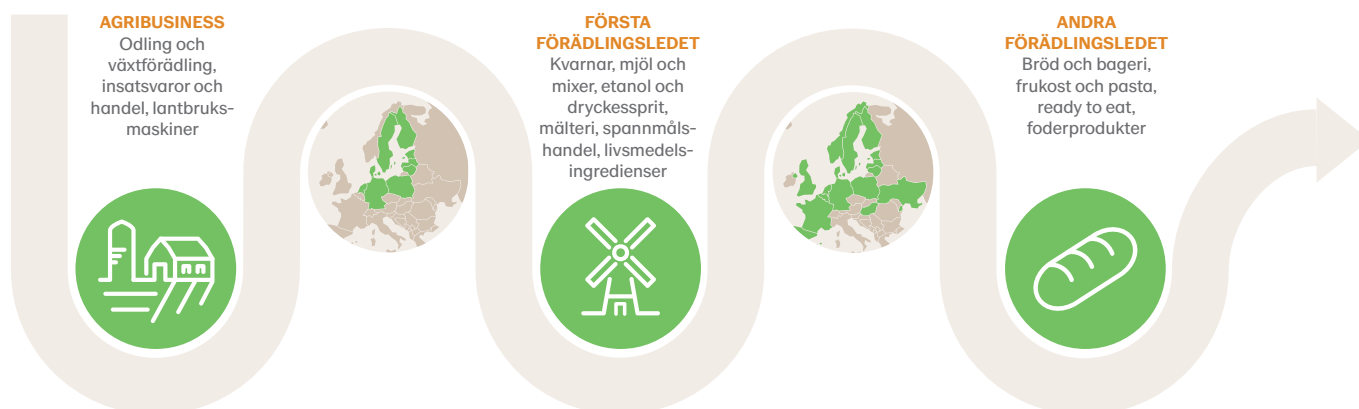 AGRIBUSINESS
Odling och
växtförädling,
insatsvaror och
handel, lantbruks-
maskiner
FÖRSTA
FÖRÄDLINGSLEDET
Kvarnar, mjöl och
mixer, etanol och
dryckessprit,
mälteri, spannmåls-
handel, livsmedels-
ingredienser
ANDRA
FÖRÄDLINGSLEDET
Bröd och bageri,
frukost och pasta,
ready to eat,
foderprodukter